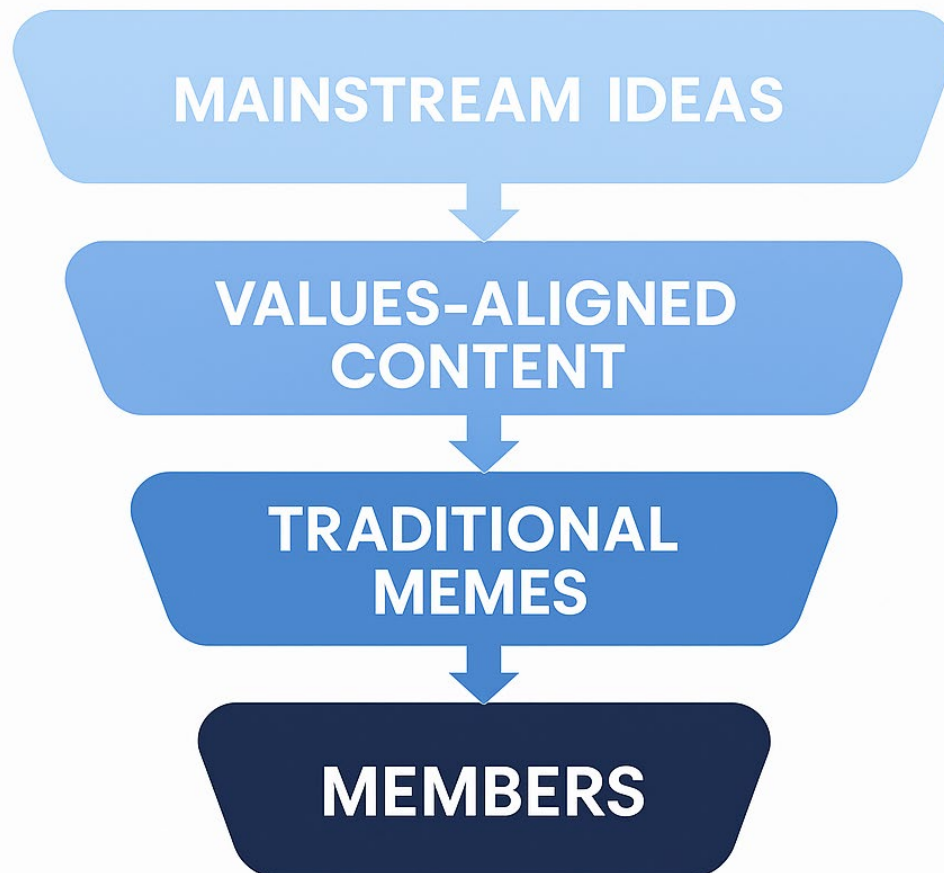 MAINSTREAM IDEAS
VALUES-ALIGNED
CONTENT
TRADITIONAL
MEMES
MEMBERS